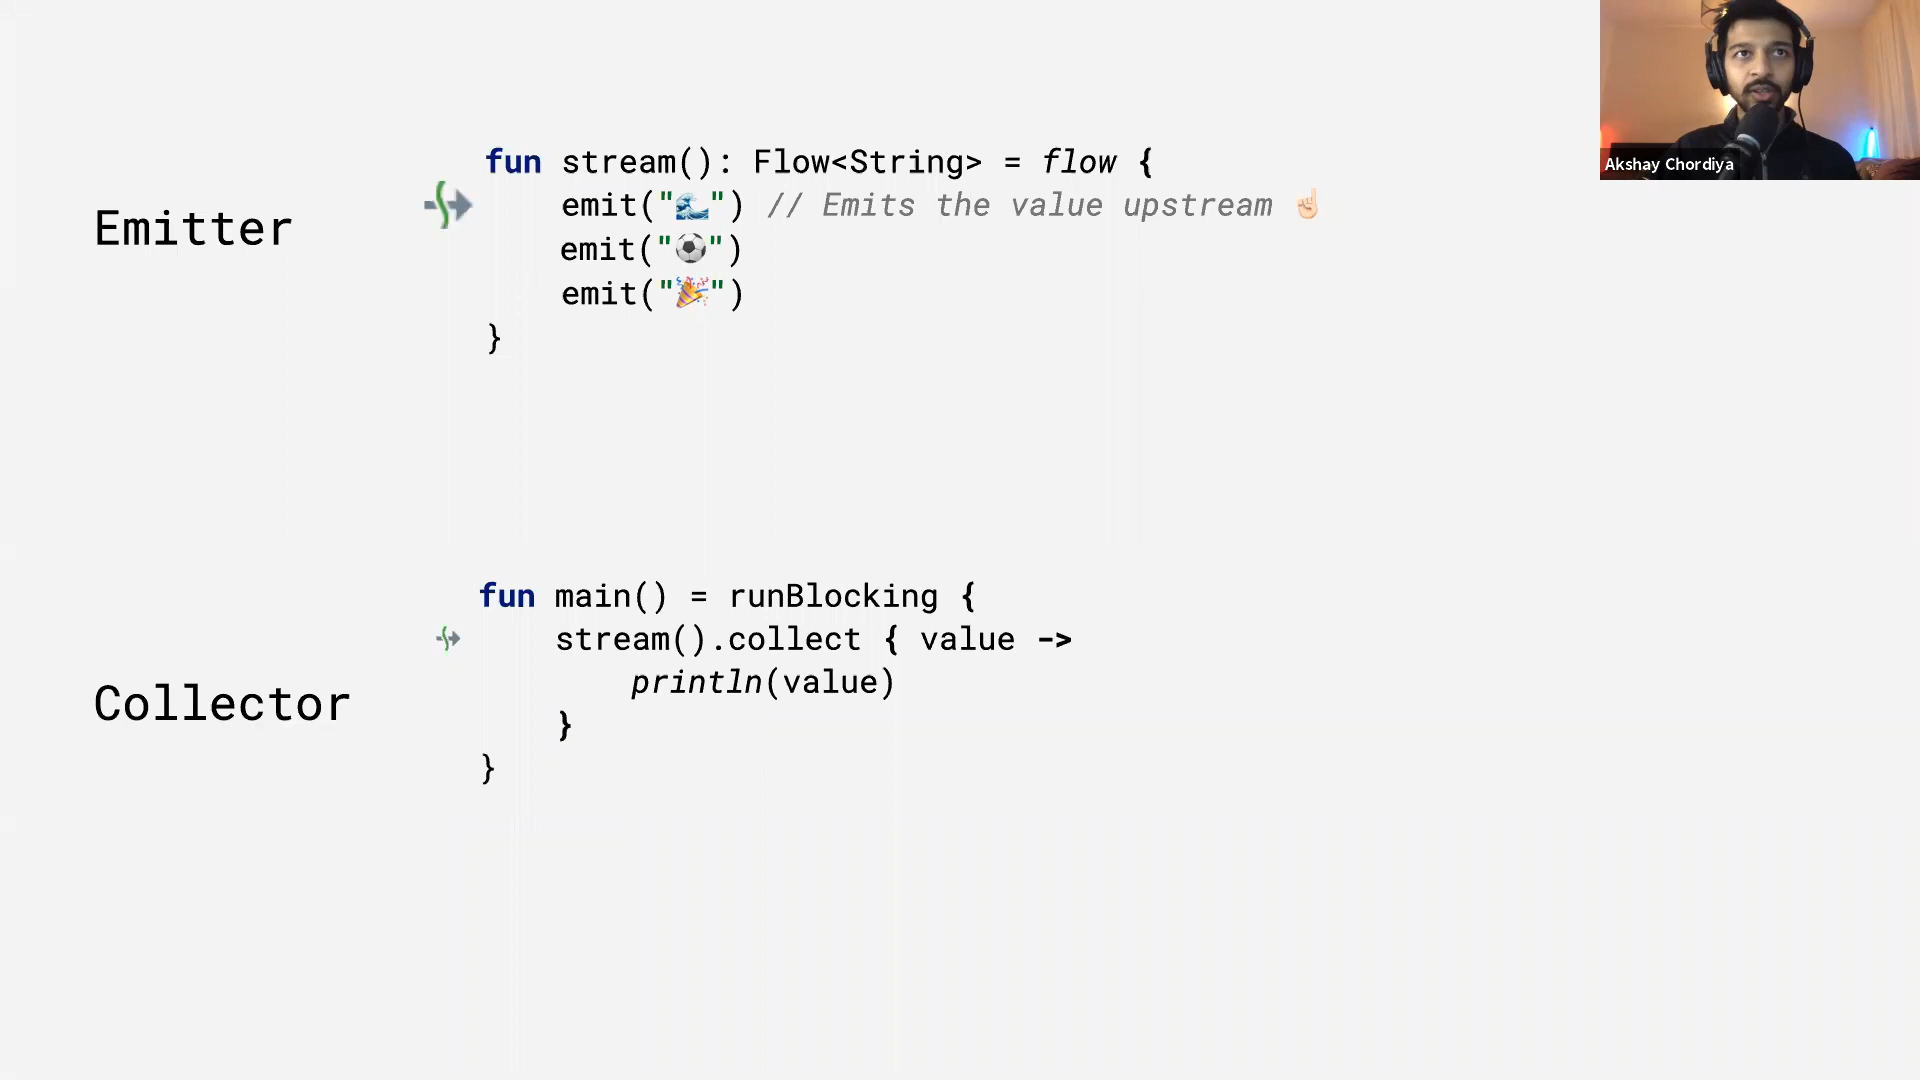 Akshay Chordiya
Emitter
fun stream(): Flow<String> = flow {
    emit("🌊") // Emits the value upstream ☝🏻
    emit("⚽")
    emit("🎉")
}
Collector
fun main() = runBlocking {
    stream().collect { value ->
        println(value)
    }
}